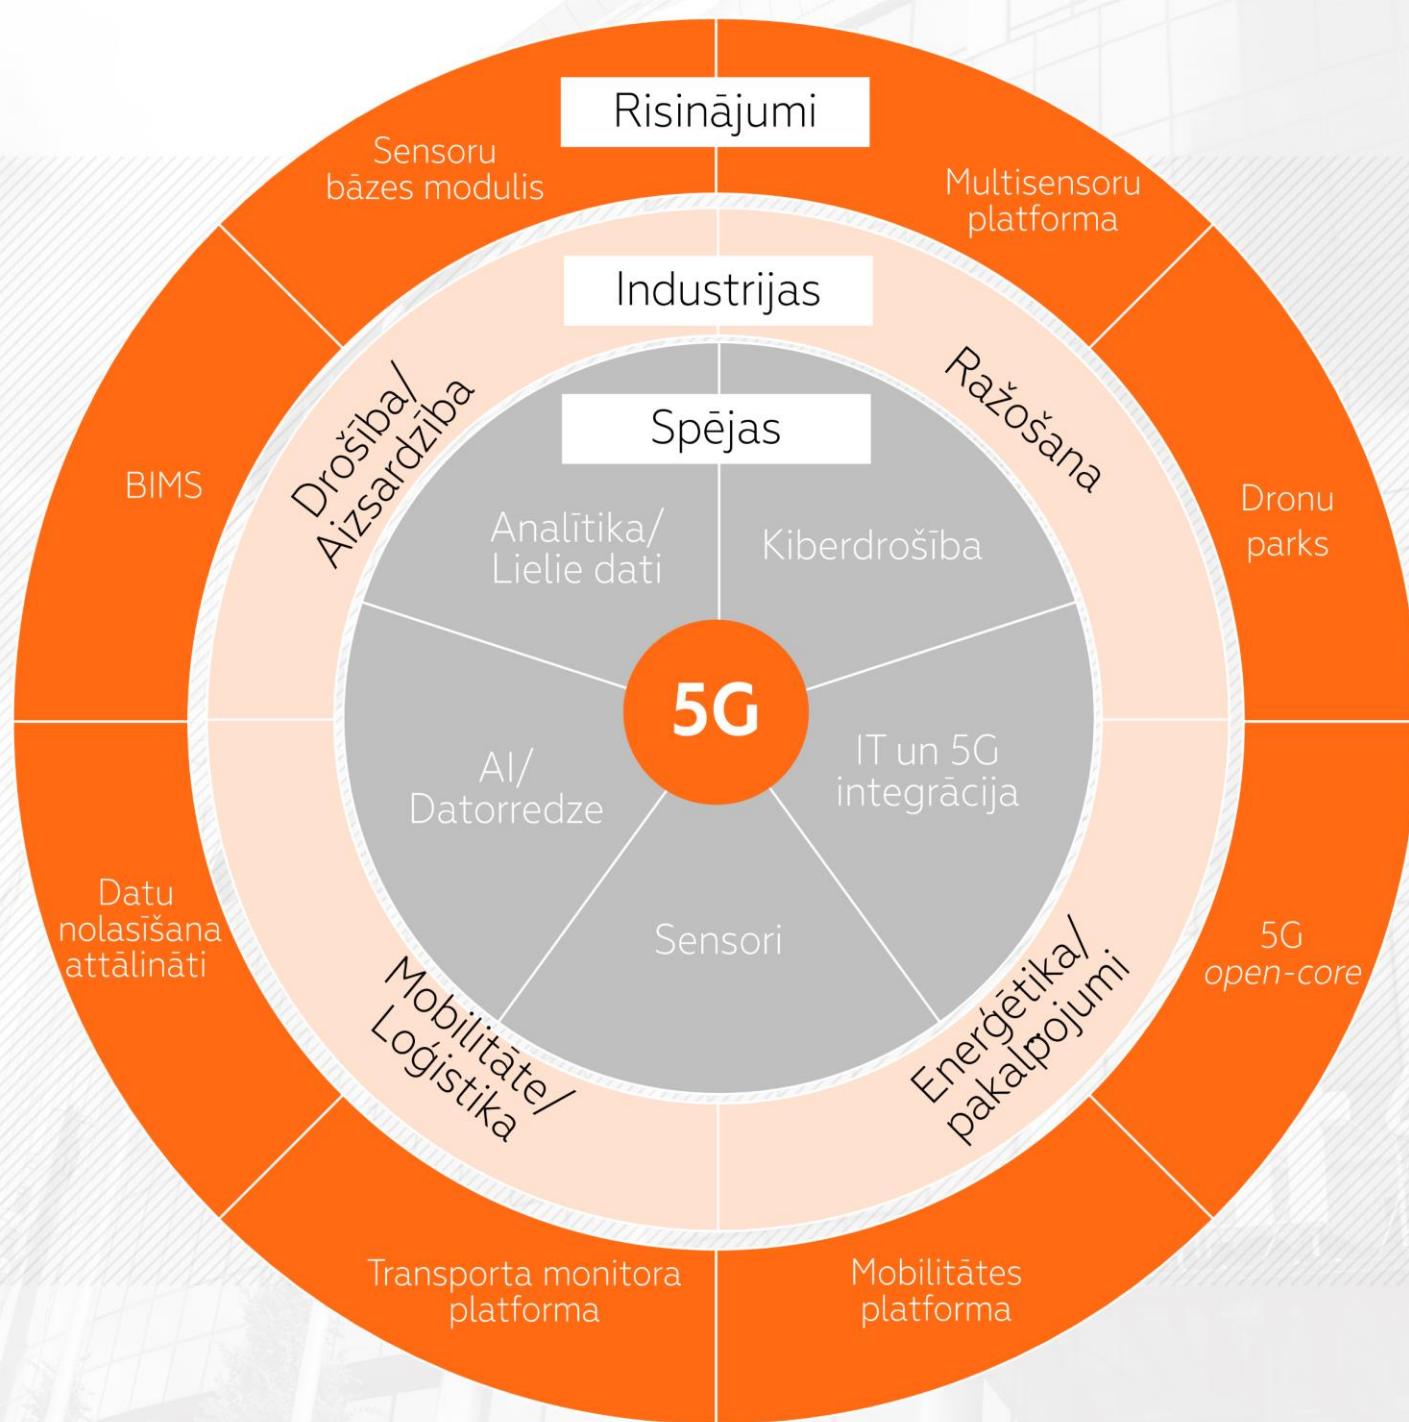 Risinājumi
Sensoru
bāzes modulis
Multisensoru
platforma
Industrijas
Drošība/
Aizsardzība
Ražošana
Spējas
BIMS
Dronu
parks
Analītika/
Lielie dati
Kiberdrošība
5G
AI/
Datorredze
IT un 5G
integrācija
Sensori
Datu
nolasīšana
attālināti
5G
open-core
Mobilitāte/
Loģistika
Enerģētika/
pakalpojumi
Transporta monitora
platforma
Mobilitātes
platforma